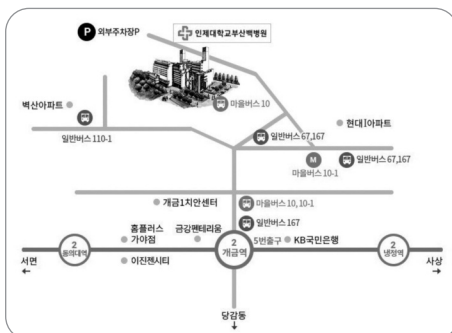 P 외부주차장P
인제대학교부산백병원
벽산아파트
마을버스 10
일반버스 110-1
현대I아파트
일반버스 67,167
M
일반버스 67,167
마을버스 10-1
개금1치안센터
마을버스 10, 10-1
일반버스 167
홈플러스
가야점
금강펜테리움
5번출구
KB국민은행
2
동의대역
2
개금역
2
냉정역
서면
←
이진젠시티
사상
→
당감동
↓